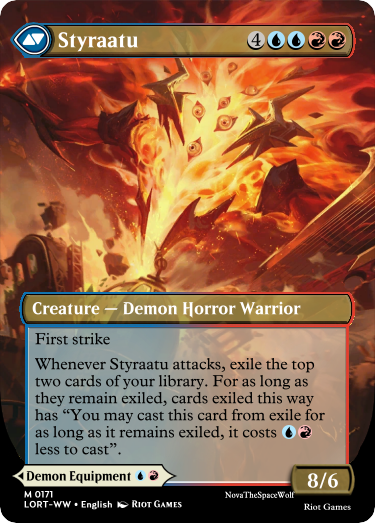 Styraatu 4
Creature — Demon Horror Warrior
First strike
Whenever Styraatu attacks, exile the top
two cards of your library. For as long as
they remain exiled, cards exiled this way
has “You may cast this card from exile for
as long as it remains exiled, it costs
less to cast”.
Demon Equipment
8/6
M 0171
LORT-WW • English Riot Games
NovaTheSpaceWolf
Riot Games